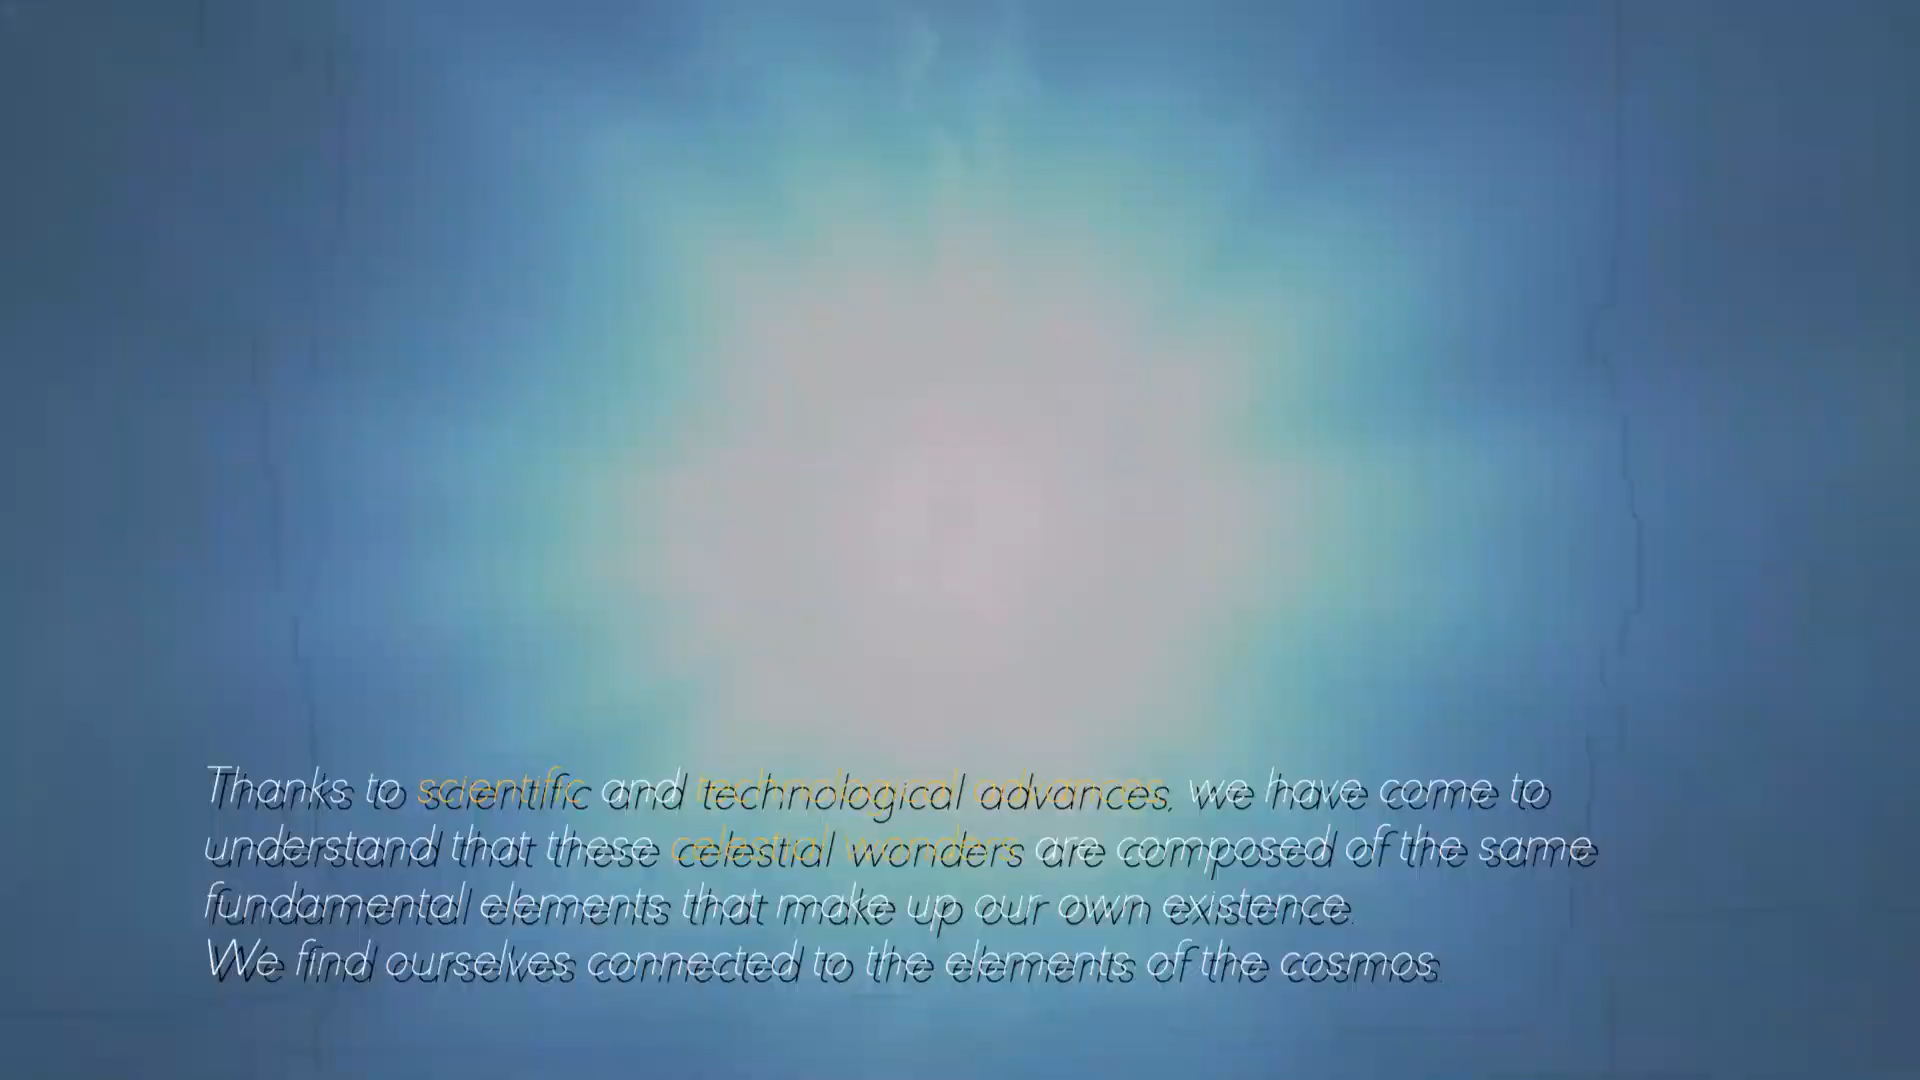 Thanks to scientific and technological advances, we have come to
understand that these celestial wonders are composed of the same
fundamental elements that make up our own existence.
We find ourselves connected to the elements of the cosmos.